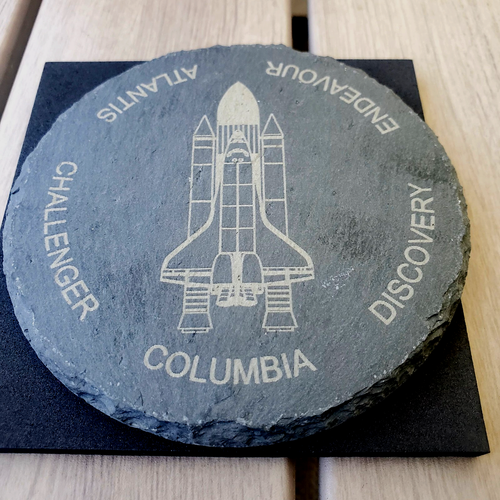 ATLANTIS
ENDEAVOUR
CHALLENGER
DISCOVERY
COLUMBIA